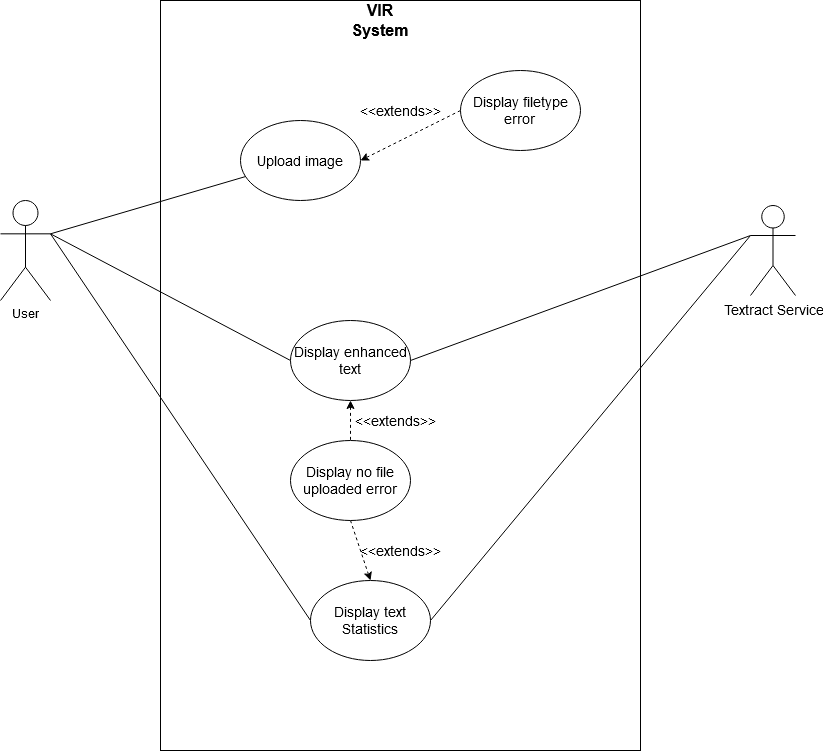 VIR
System
Display filetype
error
<<extends>>
Upload image
User
Textract Service
Display enhanced
text
<<extends>>
Display no file
uploaded error
<<extends>>
Display text
Statistics